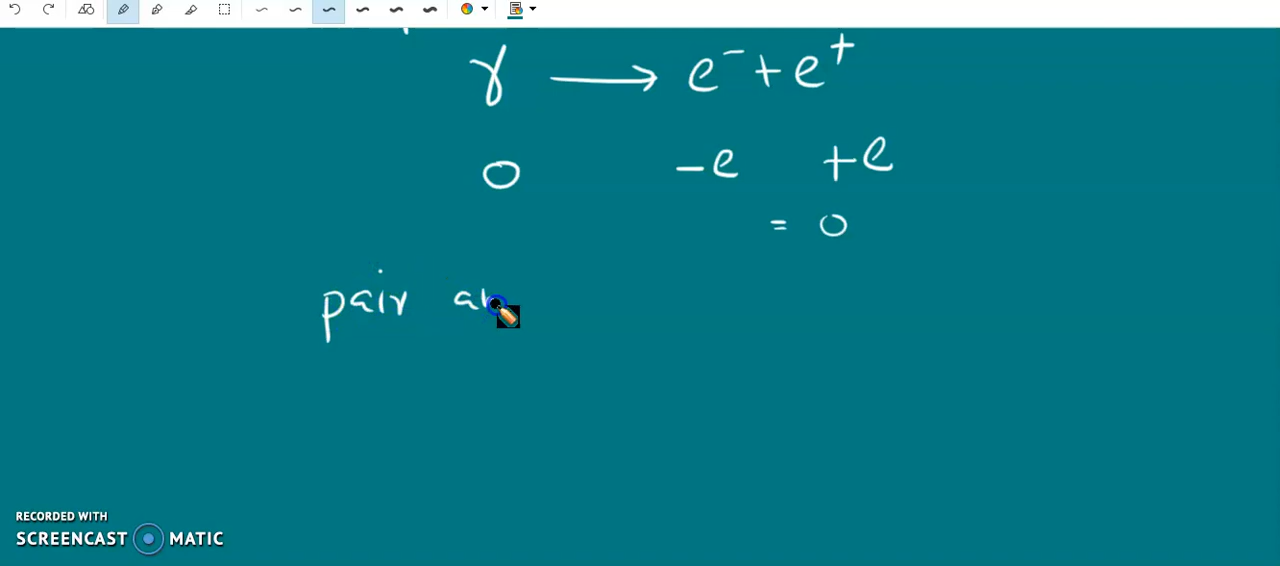 γ → e⁻ + e⁺
0 -e +e
= 0
pair
RECORDED WITH
SCREENCAST MATIC